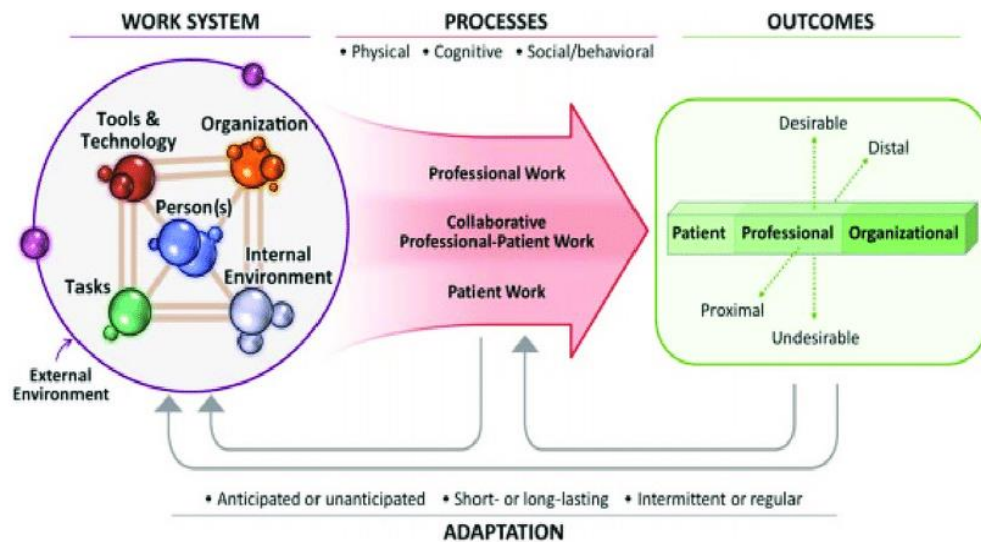 WORK SYSTEM
PROCESSES
OUTCOMES
• Physical • Cognitive • Social/behavioral
Tools &
Technology
Organization
Person(s)
Internal
Environment
Tasks
External
Environment
Professional Work
Collaborative
Professional-Patient Work
Patient Work
Desirable
Distal
Patient Professional Organizational
Proximal
Undesirable
• Anticipated or unanticipated • Short- or long-lasting • Intermittent or regular
ADAPTATION